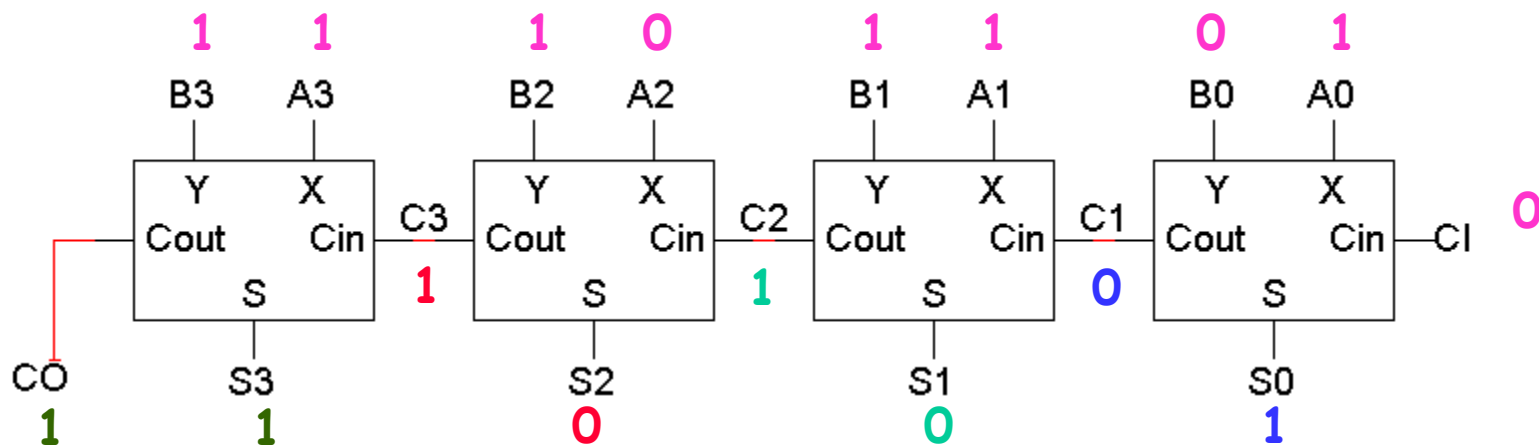 1 1 1 0 1 1 0 1
B3 A3 B2 A2 B1 A1 B0 A0
Y X Y X Y X Y X 0
C3 C2 C1
Cout Cin Cout Cin Cout Cin Cout Cin CI
1 1 0
S S S S
CO S3 S2 S1 S0
1 1 0 0 1